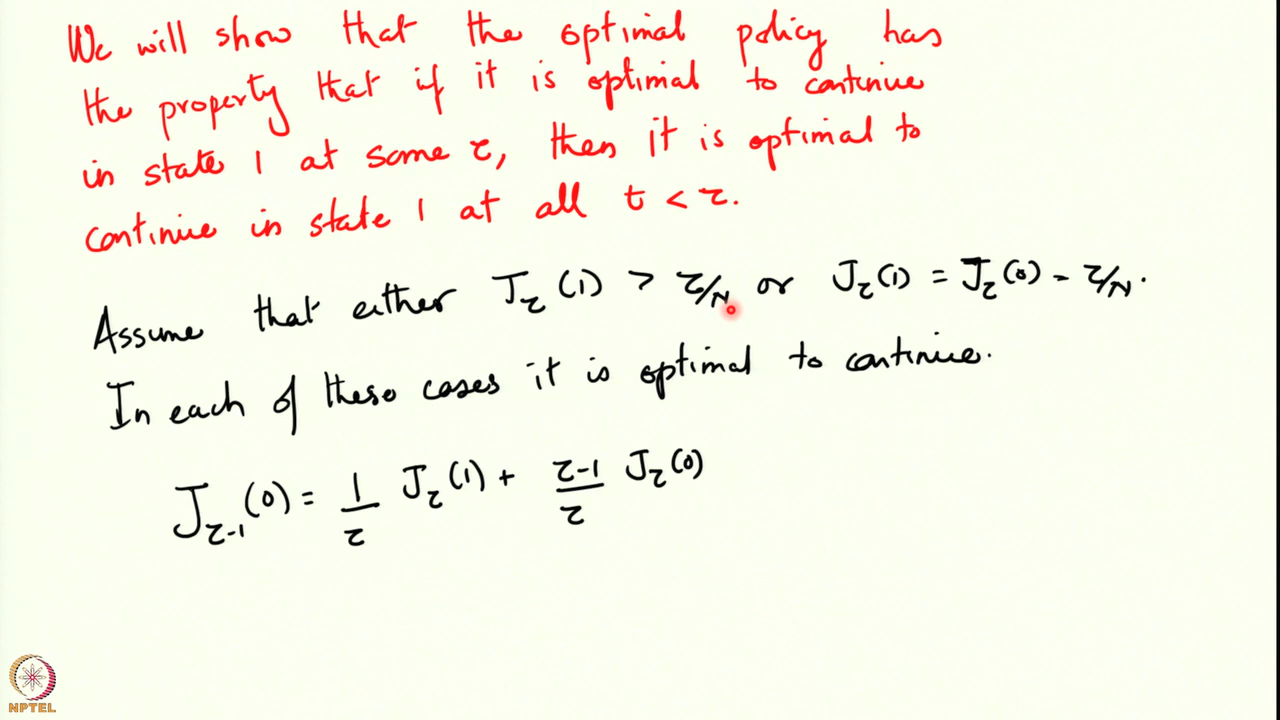 We will show that the optimal policy has
the property that if it is optimal to continue
in state 1 at some τ, then it is optimal to
continue in state 1 at all t < τ.
Assume that either J_τ(1) > τ/N or J_τ(1) = J_τ(0) = τ/N.
In each of these cases it is optimal to continue.
J_{τ-1}(0) = 1/τ J_τ(1) + (τ-1)/τ J_τ(0)
NPTEL